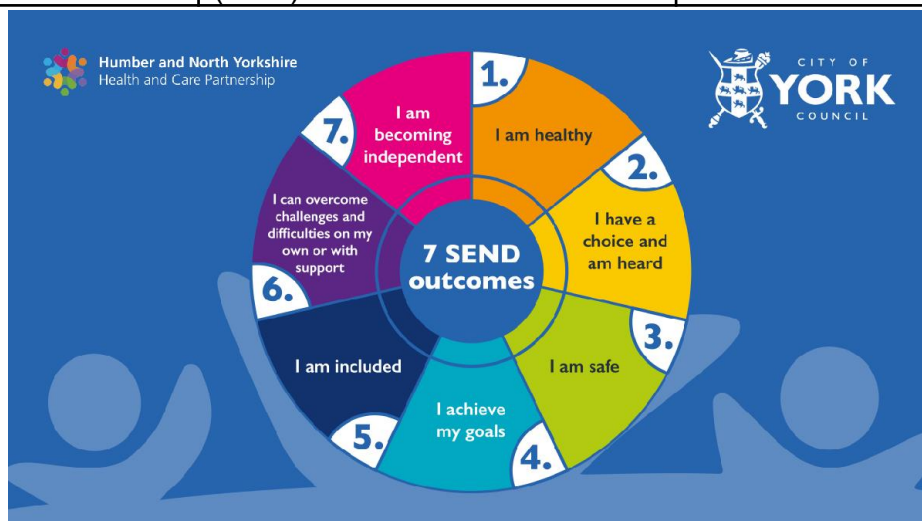 Humber and North Yorkshire
Health and Care Partnership
CITY OF
YORK
COUNCIL
7 SEND
outcomes
1.
I am healthy
2.
I have a
choice and
am heard
3.
I am safe
4.
I achieve
my goals
5.
I am included
6.
I can overcome
challenges and
difficulties on my
own or with
support
7.
I am
becoming
independent